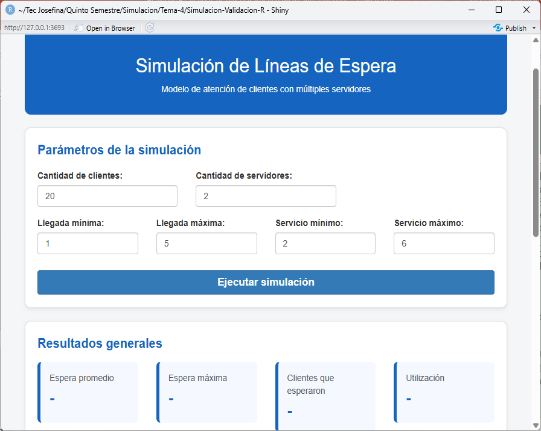 ~/Tec Josefina/Quinto Semestre/Simulacion/Tema-4/Simulacion-Validacion-R - Shiny
http://127.0.0.1:3693 Open in Browser Publish
Simulación de Líneas de Espera
Modelo de atención de clientes con múltiples servidores
Parámetros de la simulación
Cantidad de clientes: Cantidad de servidores:
20 2
Llegada mínima: Llegada máxima: Servicio mínimo: Servicio máximo:
1 5 2 6
Ejecutar simulación
Resultados generales
Espera promedio Espera máxima Clientes que esperaron Utilización
- - - -